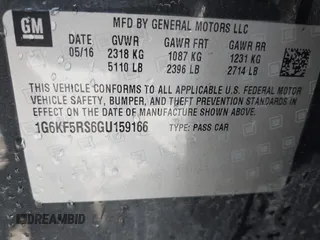 GM
MFD BY GENERAL MOTORS LLC
05/16 GVWR GAWR FRT GAWR RR
2318 KG 1087 KG 1231 KG
5110 LB 2396 LB 2714 LB
THIS VEHICLE CONFORMS TO ALL APPLICABLE U.S. FEDERAL MOTOR
VEHICLE SAFETY, BUMPER, AND THEFT PREVENTION STANDARDS
IN EFFECT ON THE DATE OF MANUFACTURE SHOWN ABOVE.
1G6KF5RS6GU159166 TYPE: PASS CAR
DREAMBID